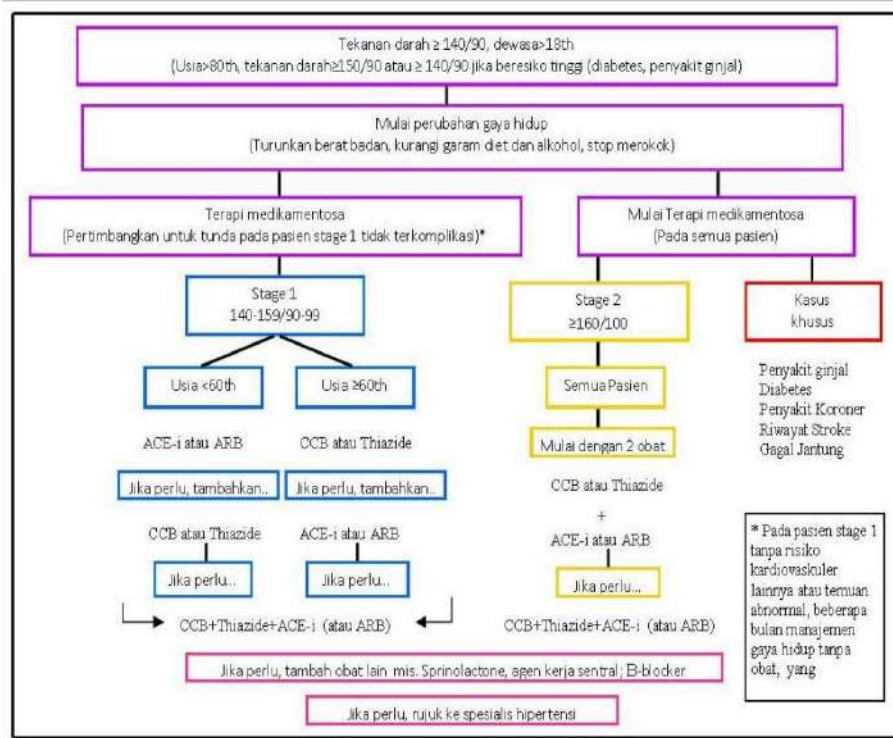 Tekanan darah ≥ 140/90, dewasa>18th
(Usia>80th, tekanan darah≥150/90 atau ≥ 140/90 jika beresiko tinggi (diabetes, penyakit ginjal)
Mulai perubahan gaya hidup
(Turunkan berat badan, kurangi garam diet dan alkohol, stop merokok)
Terapi medikamentosa
(Pertimbangkan untuk tunda pada pasien stage 1 tidak terkomplikasi)*
Mulai Terapi medikamentosa
(Pada semua pasien)
Stage 1
140-159/90-99
Stage 2
≥160/100
Kasus
khusus
Usia <60th
Usia ≥60th
Semua Pasien
Penyakit ginjal
Diabetes
Penyakit Koroner
Riwayat Stroke
Gagal Jantung
ACE-i atau ARB
CCB atau Thiazide
Mulai dengan 2 obat
Jika perlu, tambahkan..
Jika perlu, tambahkan..
CCB atau Thiazide
+
ACE-i atau ARB
CCB atau Thiazide
ACE-i atau ARB
Jika perlu...
Jika perlu...
Jika perlu...
CCB+Thiazide+ACE-i (atau ARB)
CCB+Thiazide+ACE-i (atau ARB)
* Pada pasien stage 1
tanpa risiko
kardiovaskuler
lainnya atau temuan
abnormal, beberapa
bulan manajemen
gaya hidup tanpa
obat, yang
Jika perlu, tambah obat lain mis. Sprinolactone, agen kerja sentral; B-blocker
Jika perlu, rujuk ke spesialis hipertensi